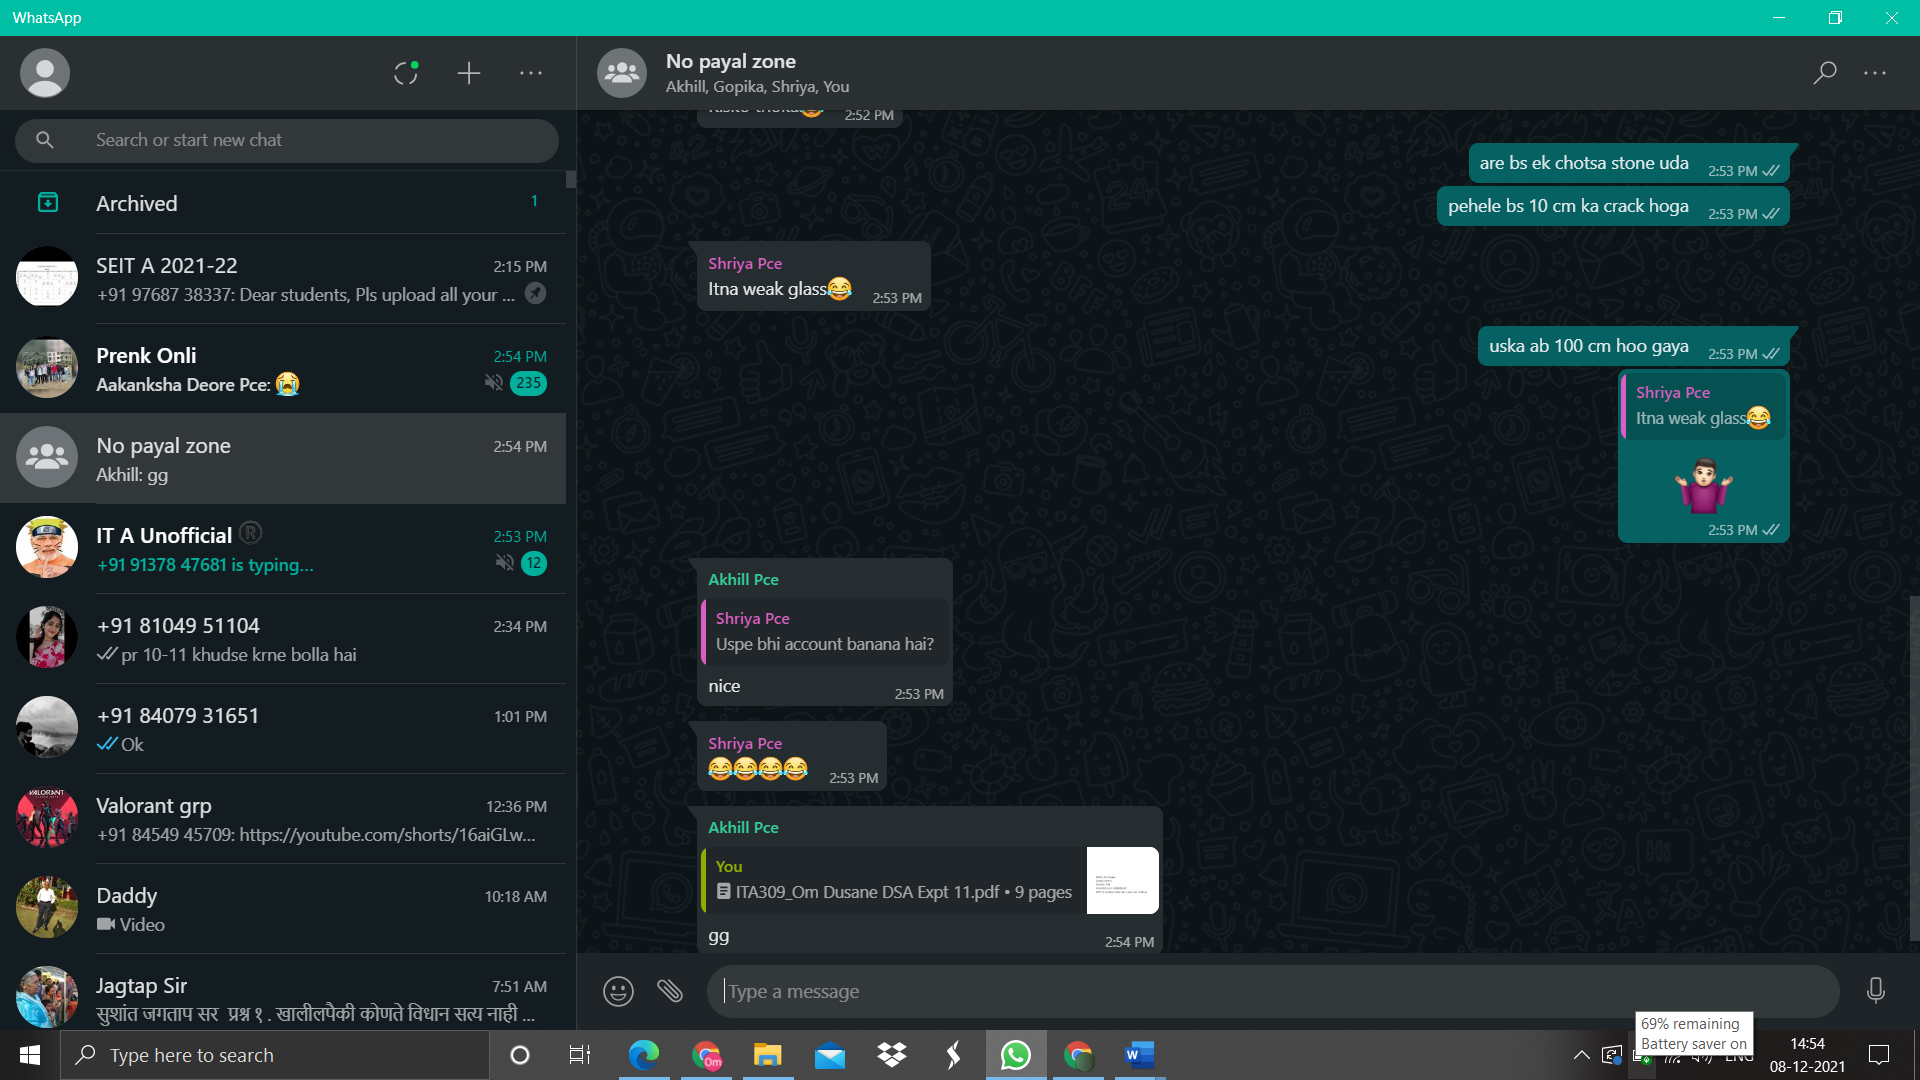 WhatsApp
Search or start new chat
Archived 1
SEIT A 2021-22 2:15 PM
+91 97687 38337: Dear students, Pls upload all your ...
Prenk Onli 2:54 PM
Aakanksha Deore Pce: 😭 235
No payal zone 2:54 PM
Akhill: gg
IT A Unofficial ® 2:53 PM
+91 91378 47681 is typing... 12
+91 81049 51104 2:34 PM
pr 10-11 khudse krne bolla hai
+91 84079 31651 1:01 PM
Ok
VALORANT
Valorant grp 12:36 PM
+91 84549 45709: https://youtube.com/shorts/16aiGLw...
Daddy 10:18 AM
Video
Jagtap Sir 7:51 AM
सुशांत जगताप सर प्रश्न १ . खालीलपैकी कोणते विधान सत्य नाही ...
No payal zone
Akhill, Gopika, Shriya, You
2:52 PM
are bs ek chotsa stone uda 2:53 PM
pehele bs 10 cm ka crack hoga 2:53 PM
Shriya Pce
Itna weak glass😂 2:53 PM
uska ab 100 cm hoo gaya 2:53 PM
Shriya Pce
Itna weak glass😂
🤷🏻‍♂️
2:53 PM
Akhill Pce
Shriya Pce
Uspe bhi account banana hai?
nice 2:53 PM
Shriya Pce
😂😂😂😂 2:53 PM
Akhill Pce
You
ITA309_Om Dusane DSA Expt 11.pdf • 9 pages
gg 2:54 PM
Type a message
69% remaining
Battery saver on
Type here to search
Om
W
ENG
14:54
08-12-2021